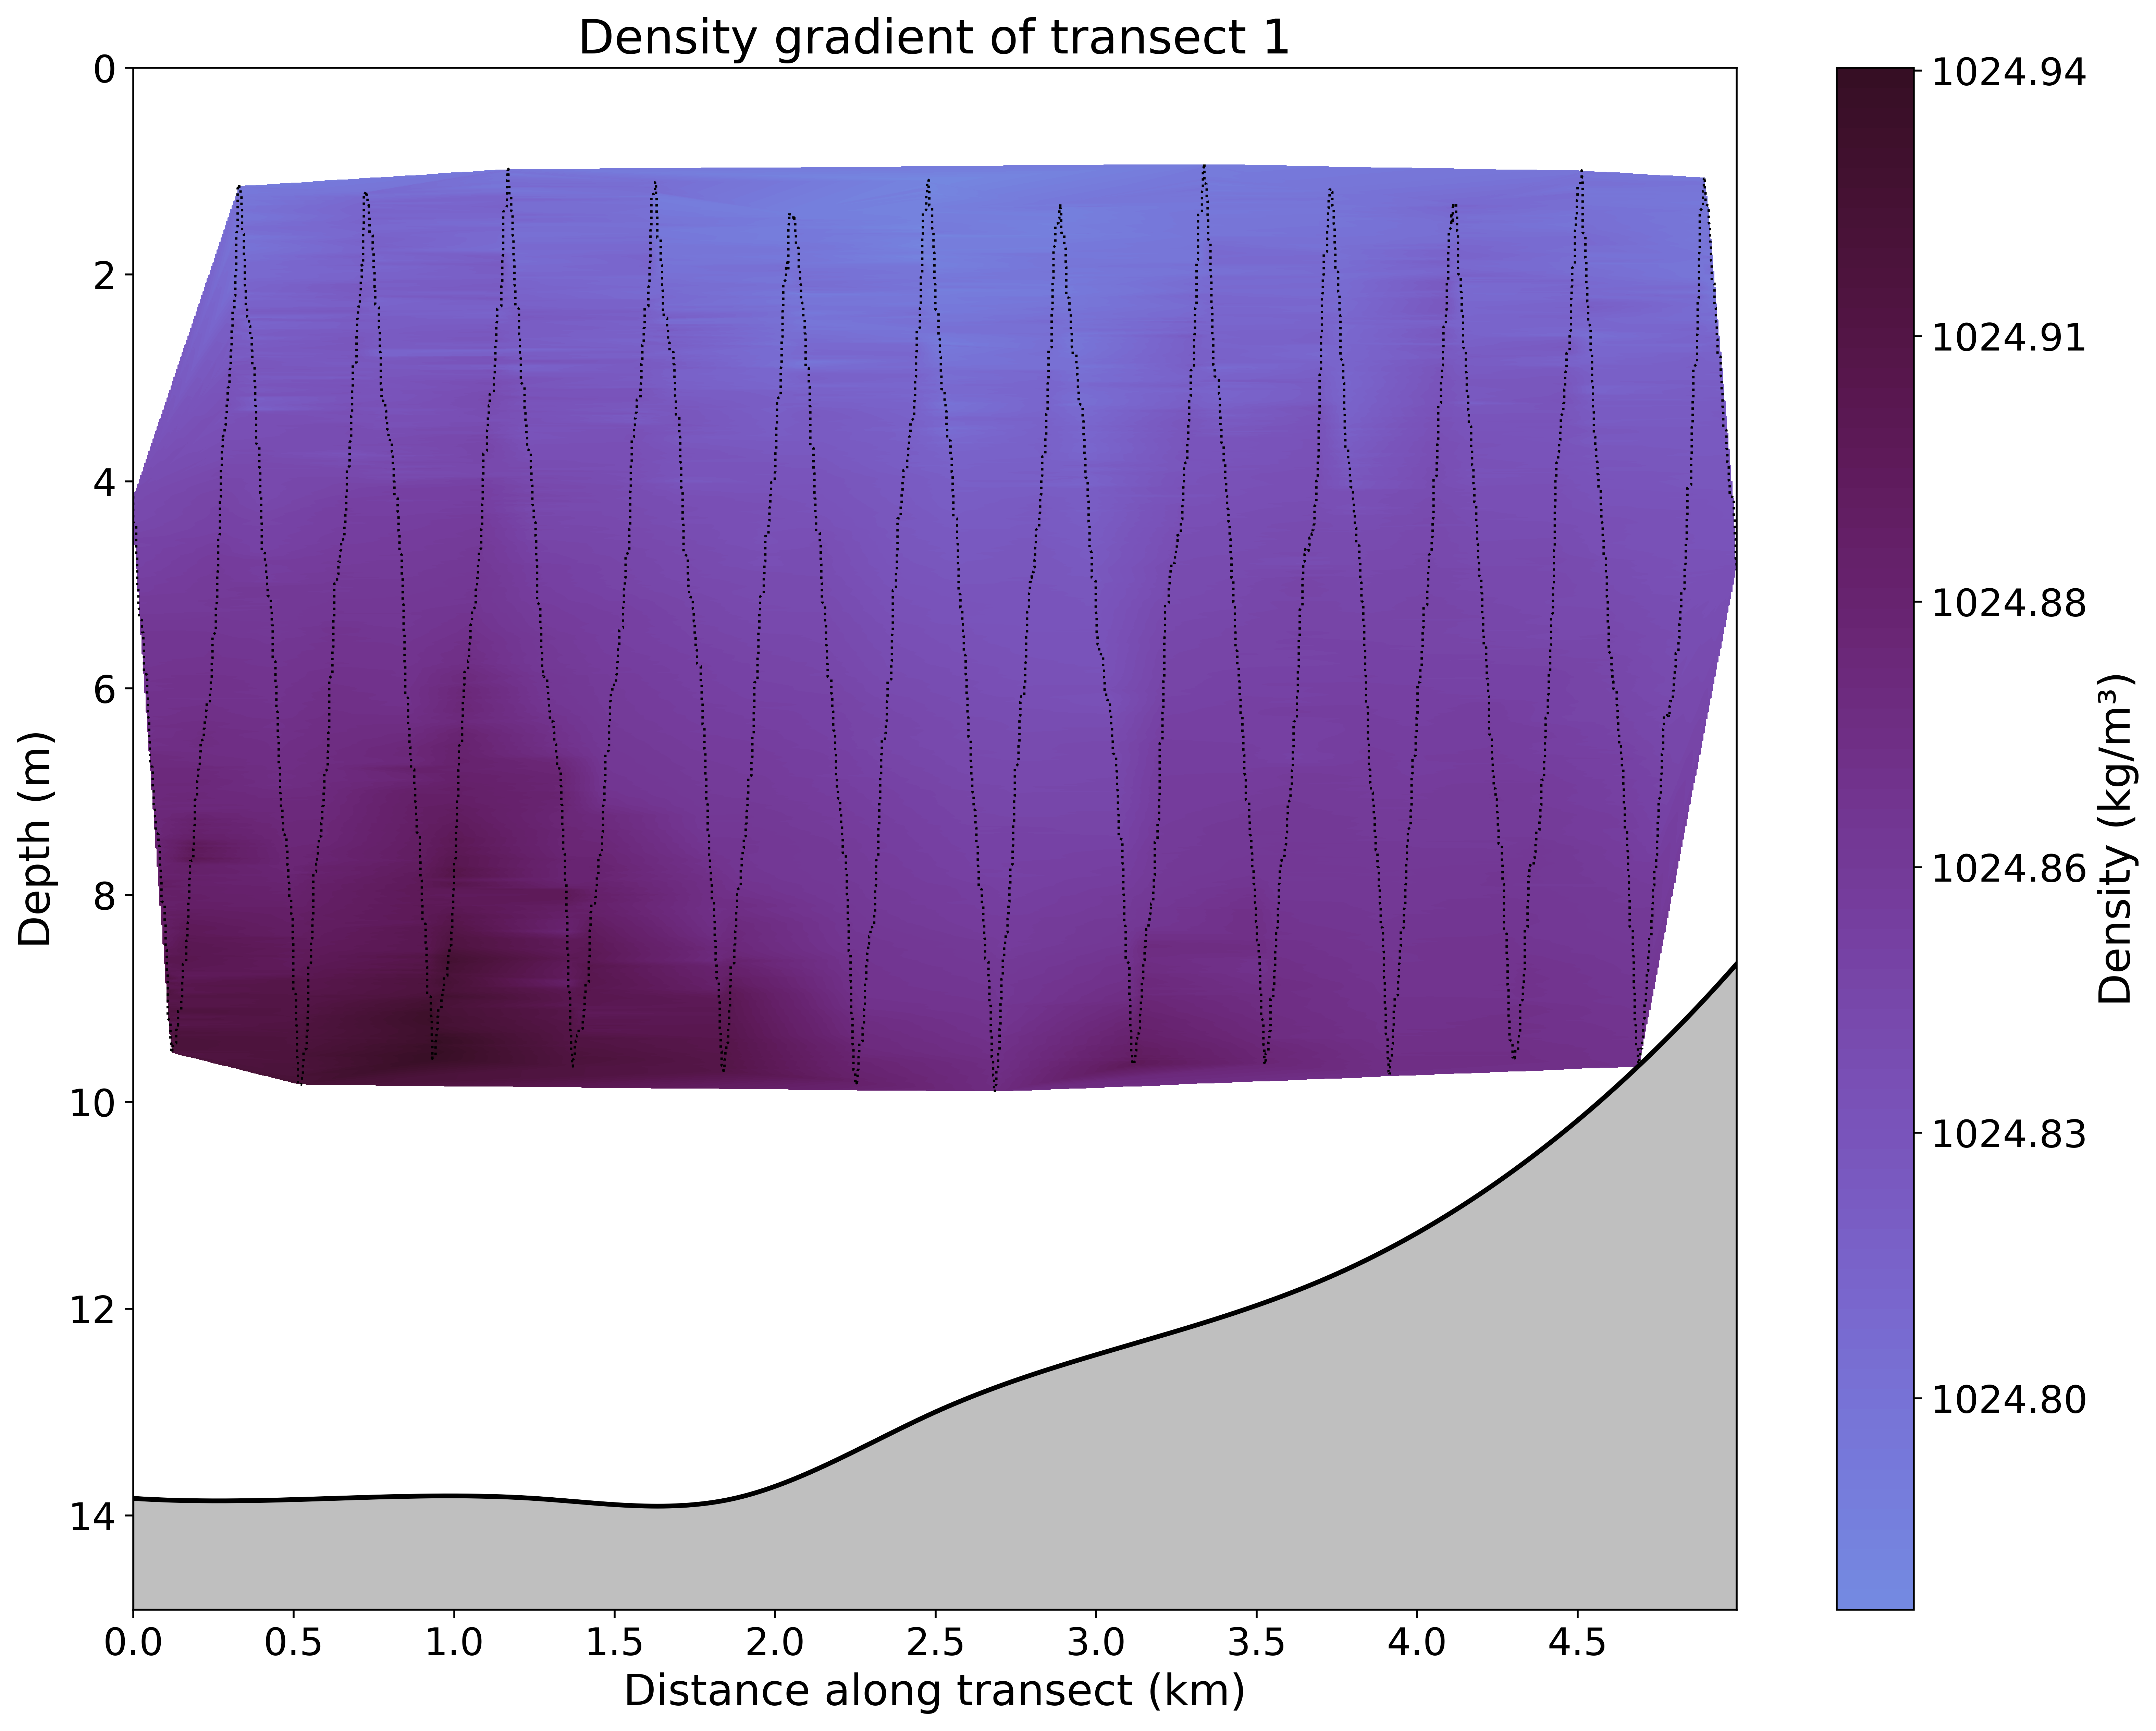 Density gradient of transect 1
0
2
4
6
8
10
12
14
Depth (m)
0.0 0.5 1.0 1.5 2.0 2.5 3.0 3.5 4.0 4.5
Distance along transect (km)
1024.94
1024.91
1024.88
1024.86
1024.83
1024.80
Density (kg/m³)